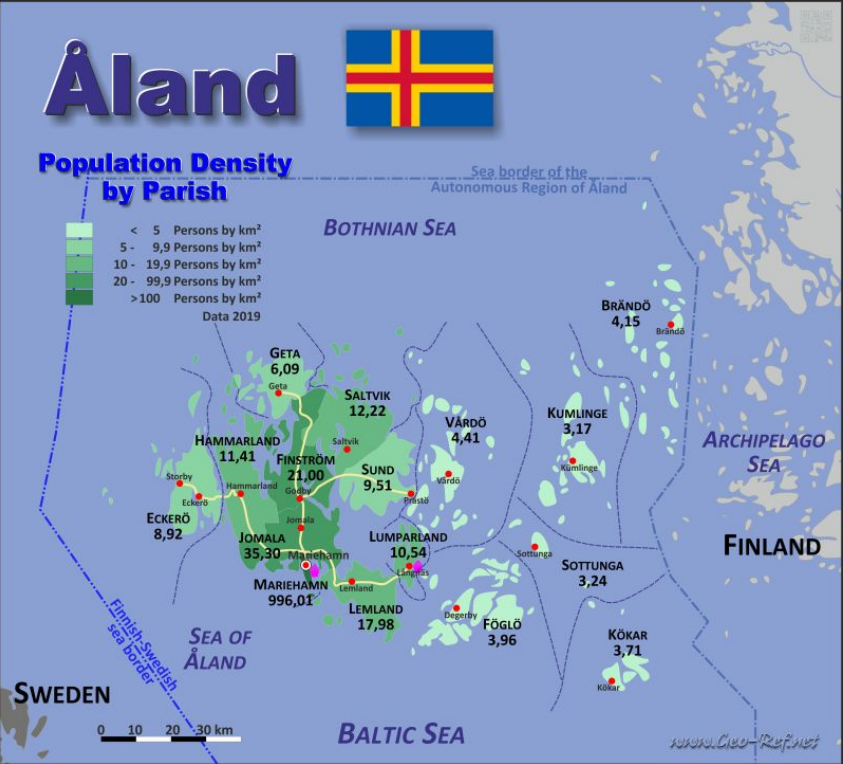 Åland
Population Density
by Parish
< 5 Persons by km²
5 - 9,9 Persons by km²
10 - 19,9 Persons by km²
20 - 99,9 Persons by km²
>100 Persons by km²
Data 2019
Sea border of the
Autonomous Region of Åland
BOTHNIAN SEA
BRÄNDÖ
4,15
Brändö
GETA
6,09
Geta
SALTVIK
12,22
Saltvik
HAMMARLAND
11,41
Hammarland
FINSTRÖM
21,00
Godby
SUND
9,51
Prästö
VÅRDÖ
4,41
Vårdö
KUMLINGE
3,17
Kumlinge
ARCHIPELAGO
SEA
Storby
Eckerö
ECKERÖ
8,92
Jomala
JOMALA
35,30
Mariehamn
MARIEHAMN
996,01
LUMPARLAND
10,54
Långnäs
Lemland
LEMLAND
17,98
Sottunga
SOTTUNGA
3,24
FINLAND
Degerby
FÖGLÖ
3,96
KÖKAR
3,71
Kökar
Finnish-Swedish
sea border
SEA OF
ÅLAND
SWEDEN
0 10 20 30 km
BALTIC SEA
www.Geo-Ref.net